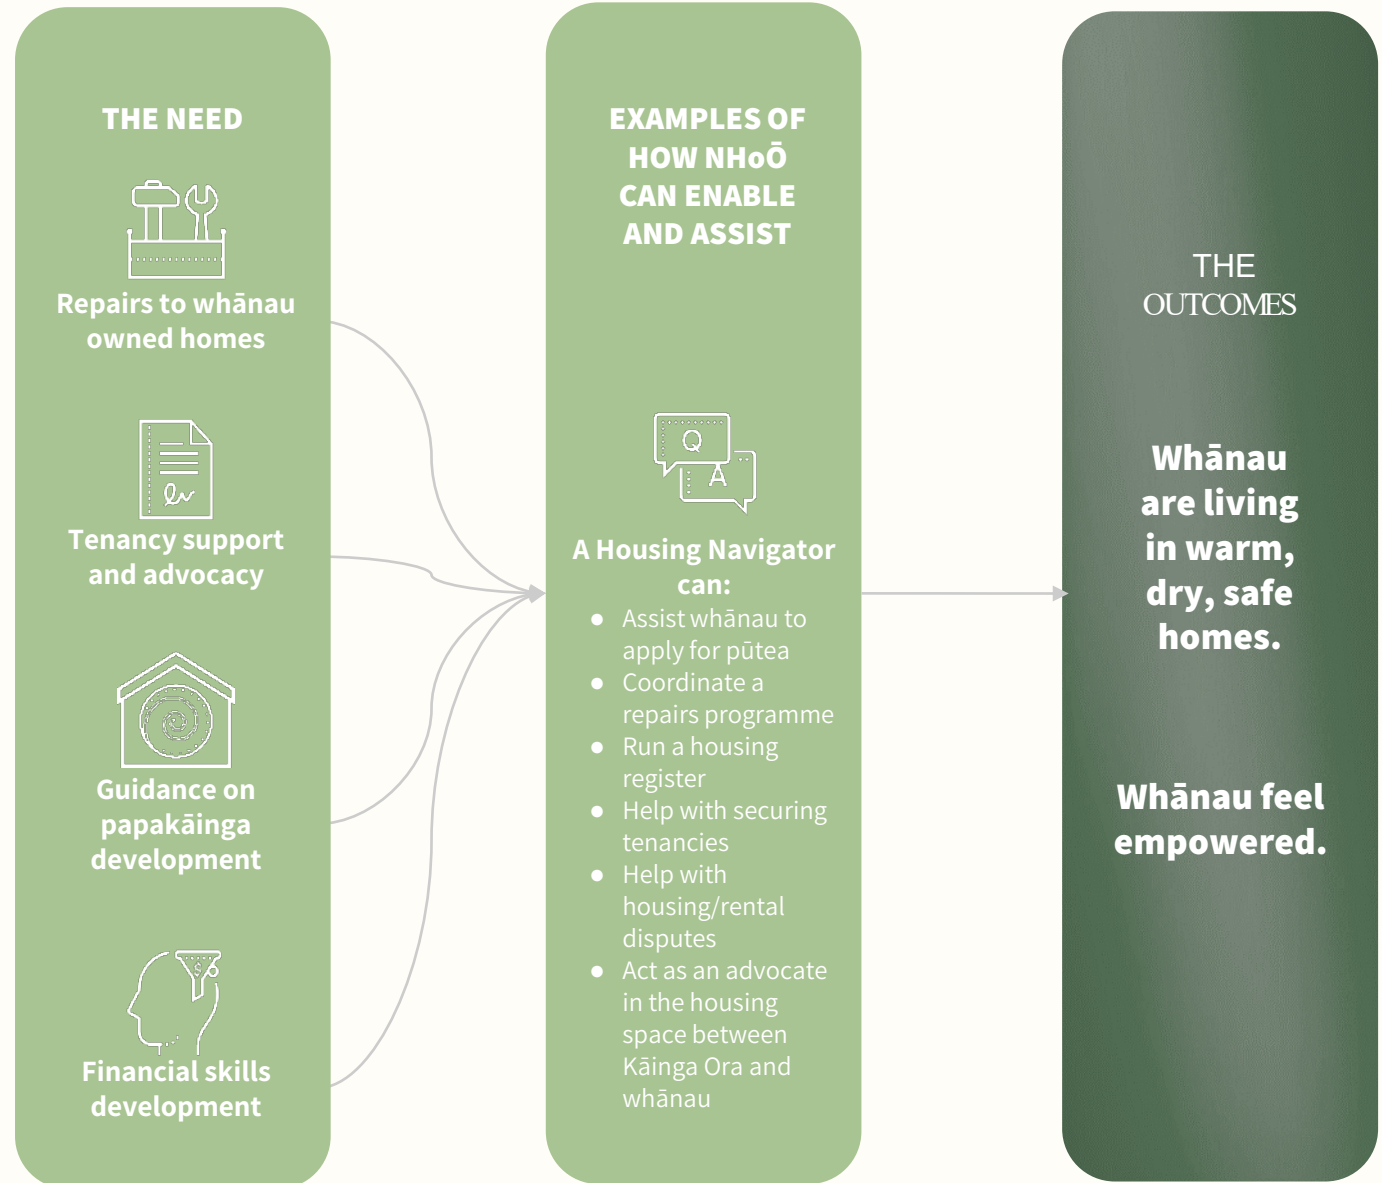 THE NEED
Repairs to whānau
owned homes
Tenancy support
and advocacy
Guidance on
papakāinga
development
$
Financial skills
development
EXAMPLES OF
HOW NHoŌ
CAN ENABLE
AND ASSIST
Q
A
A Housing Navigator
can:
● Assist whānau to
apply for pūtea
● Coordinate a
repairs programme
● Run a housing
register
● Help with securing
tenancies
● Help with
housing/rental
disputes
● Act as an advocate
in the housing
space between
Kāinga Ora and
whānau
THE
OUTCOMES
Whānau
are living
in warm,
dry, safe
homes.
Whānau feel
empowered.